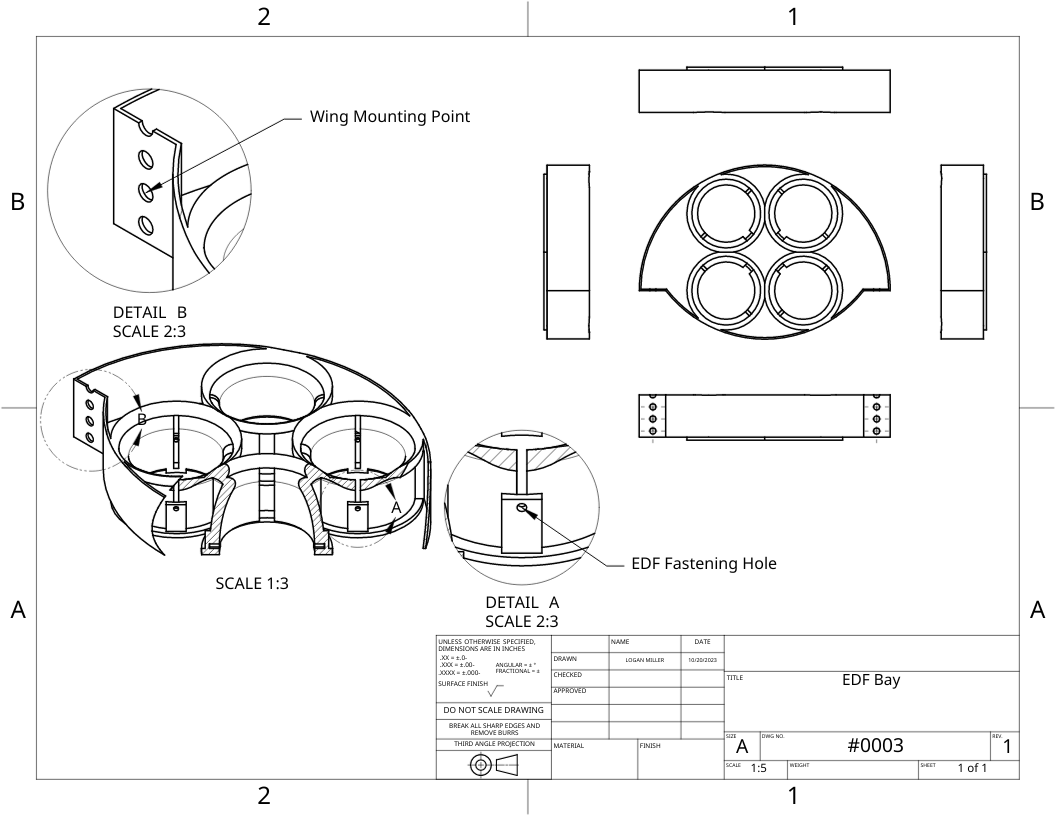 2
1
B
B
Wing Mounting Point
DETAIL B
SCALE 2:3
B
A
SCALE 1:3
EDF Fastening Hole
DETAIL A
SCALE 2:3
A
A
UNLESS OTHERWISE SPECIFIED,
DIMENSIONS ARE IN INCHES
.XX = ±.0-
.XXX = ±.00-
.XXXX = ±.000-
ANGULAR = ± °
FRACTIONAL = ±
SURFACE FINISH
DO NOT SCALE DRAWING
BREAK ALL SHARP EDGES AND
REMOVE BURRS
THIRD ANGLE PROJECTION
NAME
DATE
DRAWN
LOGAN MILLER
10/20/2023
CHECKED
APPROVED
MATERIAL
FINISH
TITLE
EDF Bay
SIZE
A
DWG NO.
#0003
REV.
1
SCALE
1:5
WEIGHT
SHEET
1 of 1
2
1